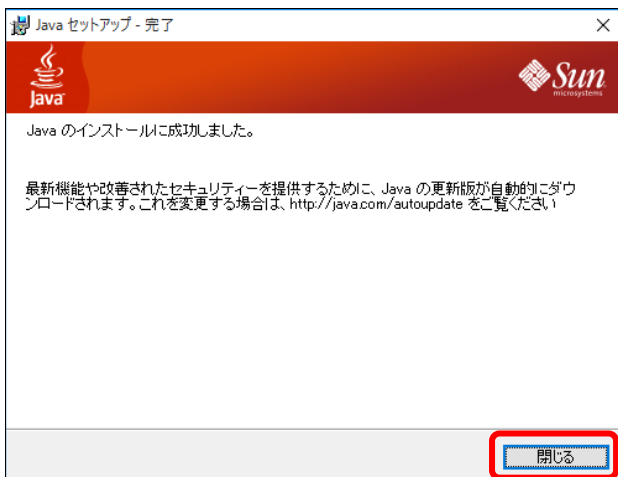 Java セットアップ - 完了
Java
Sun
microsystems
Java のインストールに成功しました。
最新機能や改善されたセキュリティーを提供するために、Java の更新版が自動的にダウ
ンロードされます。これを変更する場合は、http://java.com/autoupdate をご覧ください
閉じる